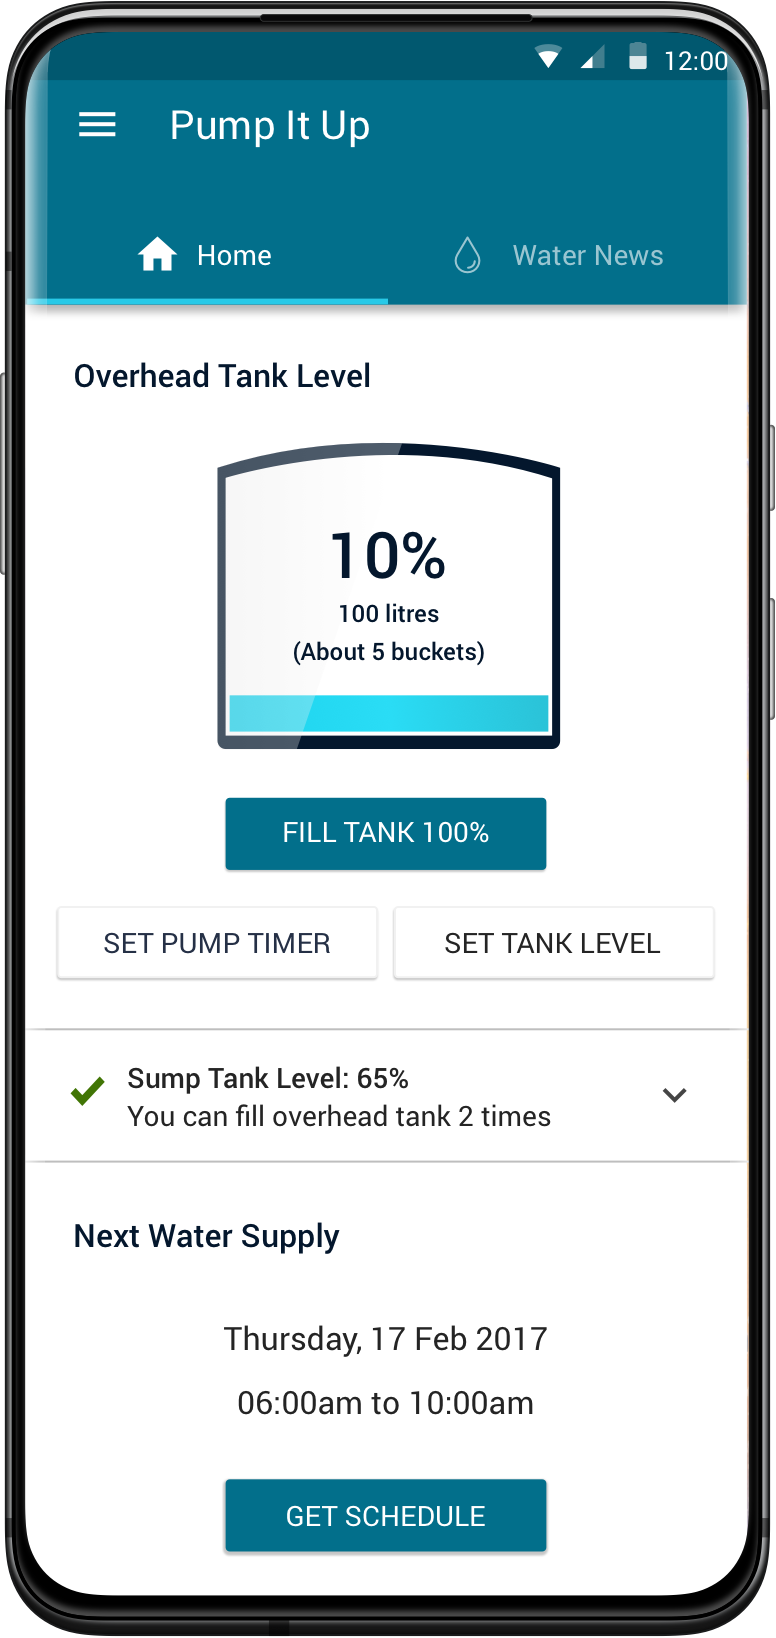 12:00
Pump It Up
Home
Water News
Overhead Tank Level
10%
100 litres
(About 5 buckets)
FILL TANK 100%
SET PUMP TIMER
SET TANK LEVEL
Sump Tank Level: 65%
You can fill overhead tank 2 times
Next Water Supply
Thursday, 17 Feb 2017
06:00am to 10:00am
GET SCHEDULE